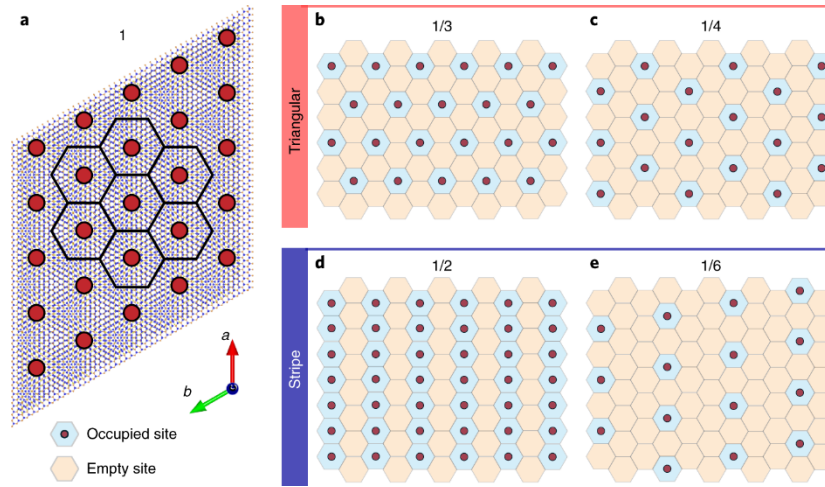 a
1
a
b
Occupied site
Empty site
Triangular
b
1/3
c
1/4
Stripe
d
1/2
e
1/6